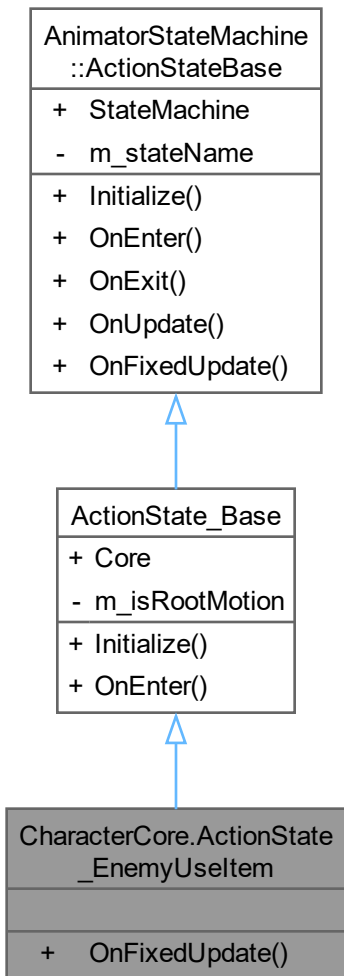 AnimatorStateMachine
::ActionStateBase
+ StateMachine
- m_stateName
+ Initialize()
+ OnEnter()
+ OnExit()
+ OnUpdate()
+ OnFixedUpdate()
ActionState_Base
+ Core
- m_isRootMotion
+ Initialize()
+ OnEnter()
CharacterCore.ActionState
_EnemyUseItem
+ OnFixedUpdate()